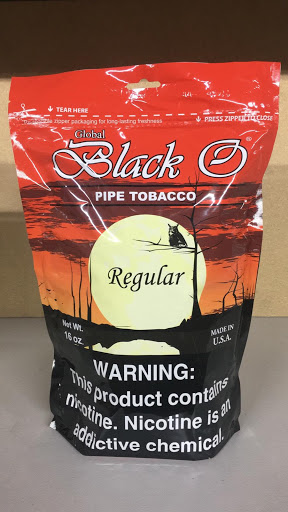 ↓ TEAR HERE
zipper packaging for long-lasting freshness
→ PRESS ZIPPER TO CLOSE
Global
Black O®
PIPE TOBACCO
Regular
Net Wt.
16 oz.
MADE IN
U.S.A.
WARNING:
This product contains
nicotine. Nicotine is an
addictive chemical.